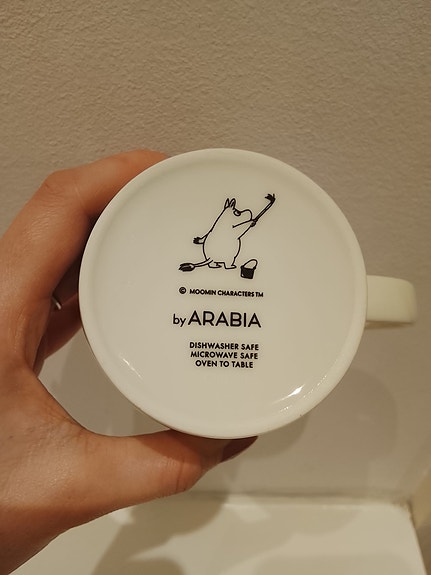 © MOOMIN CHARACTERS TM
by ARABIA
DISHWASHER SAFE
MICROWAVE SAFE
OVEN TO TABLE